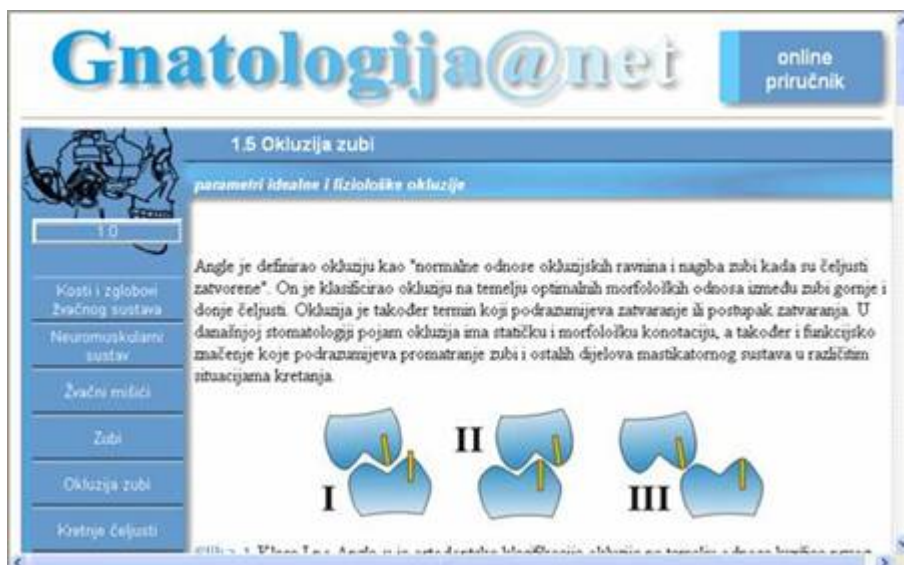 Gnatologija@net
online
priručnik
1.5 Okluzija zubi
parametri idealne i fiziološke okluzije
1.0
Kosti i zglobovi
žvačnog sustava
Neuromuskularni
sustav
Žvačni mišići
Zubi
Okluzija zubi
Kretnje čeljusti
Angle je definirao okluziju kao "normalne odnose okluzijskih ravnina i nagiba zubi kada su čeljusti
zatvorene". On je klasificirao okluziju na temelju optimalnih morfoloških odnosa između zubi gornje i
donje čeljusti. Okluzija je također termin koji podrazumijeva zatvaranje ili postupak zatvaranja. U
današnjoj stomatologiji pojam okluzija ima statičku i morfološku konotaciju, a također i funkcijsko
značenje koje podrazumijeva promatranje zubi i ostalih dijelova mastikatornog sustava u različitim
situacijama kretanja.
I
II
III